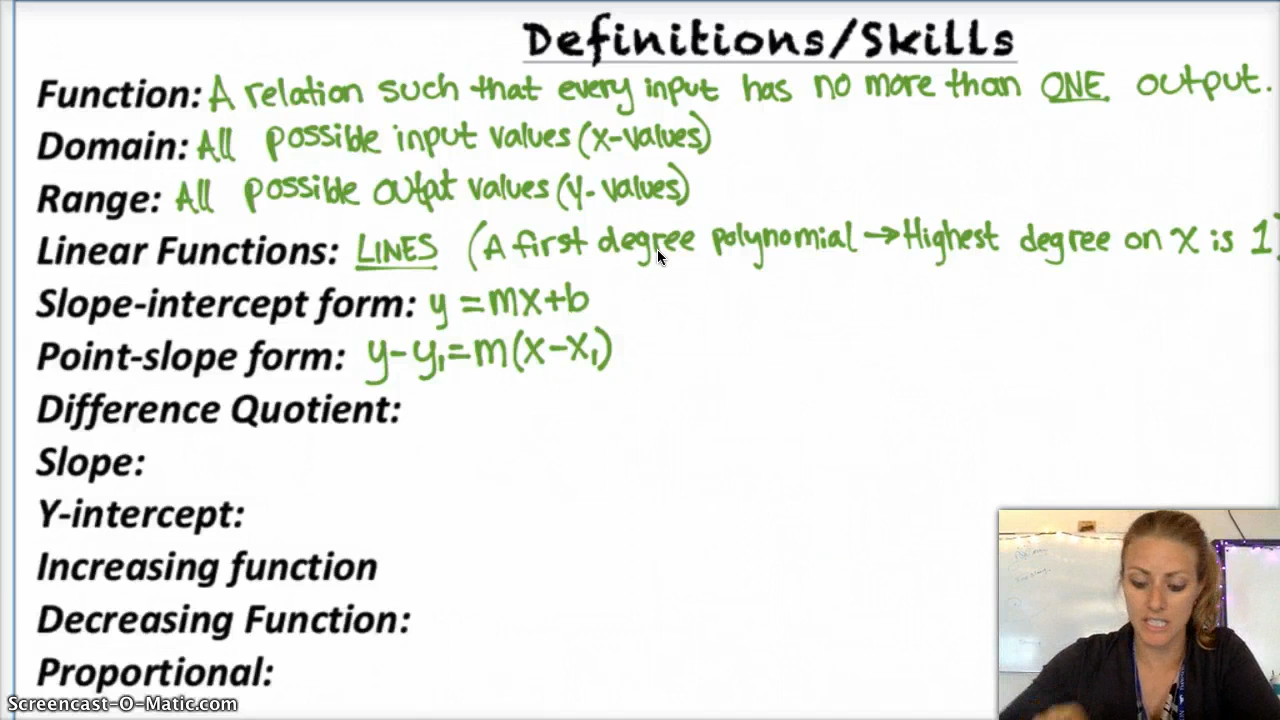 Definitions/Skills
Function: A relation such that every input has no more than ONE output.
Domain: All possible input values (x-values)
Range: All possible output values (y-values)
Linear Functions: LINES (A first degree polynomial → Highest degree on x is 1)
Slope-intercept form: y = mx+b
Point-slope form: y-y₁=m(x-x₁)
Difference Quotient:
Slope:
Y-intercept:
Increasing function
Decreasing Function:
Proportional:
Screencast-O-Matic.com